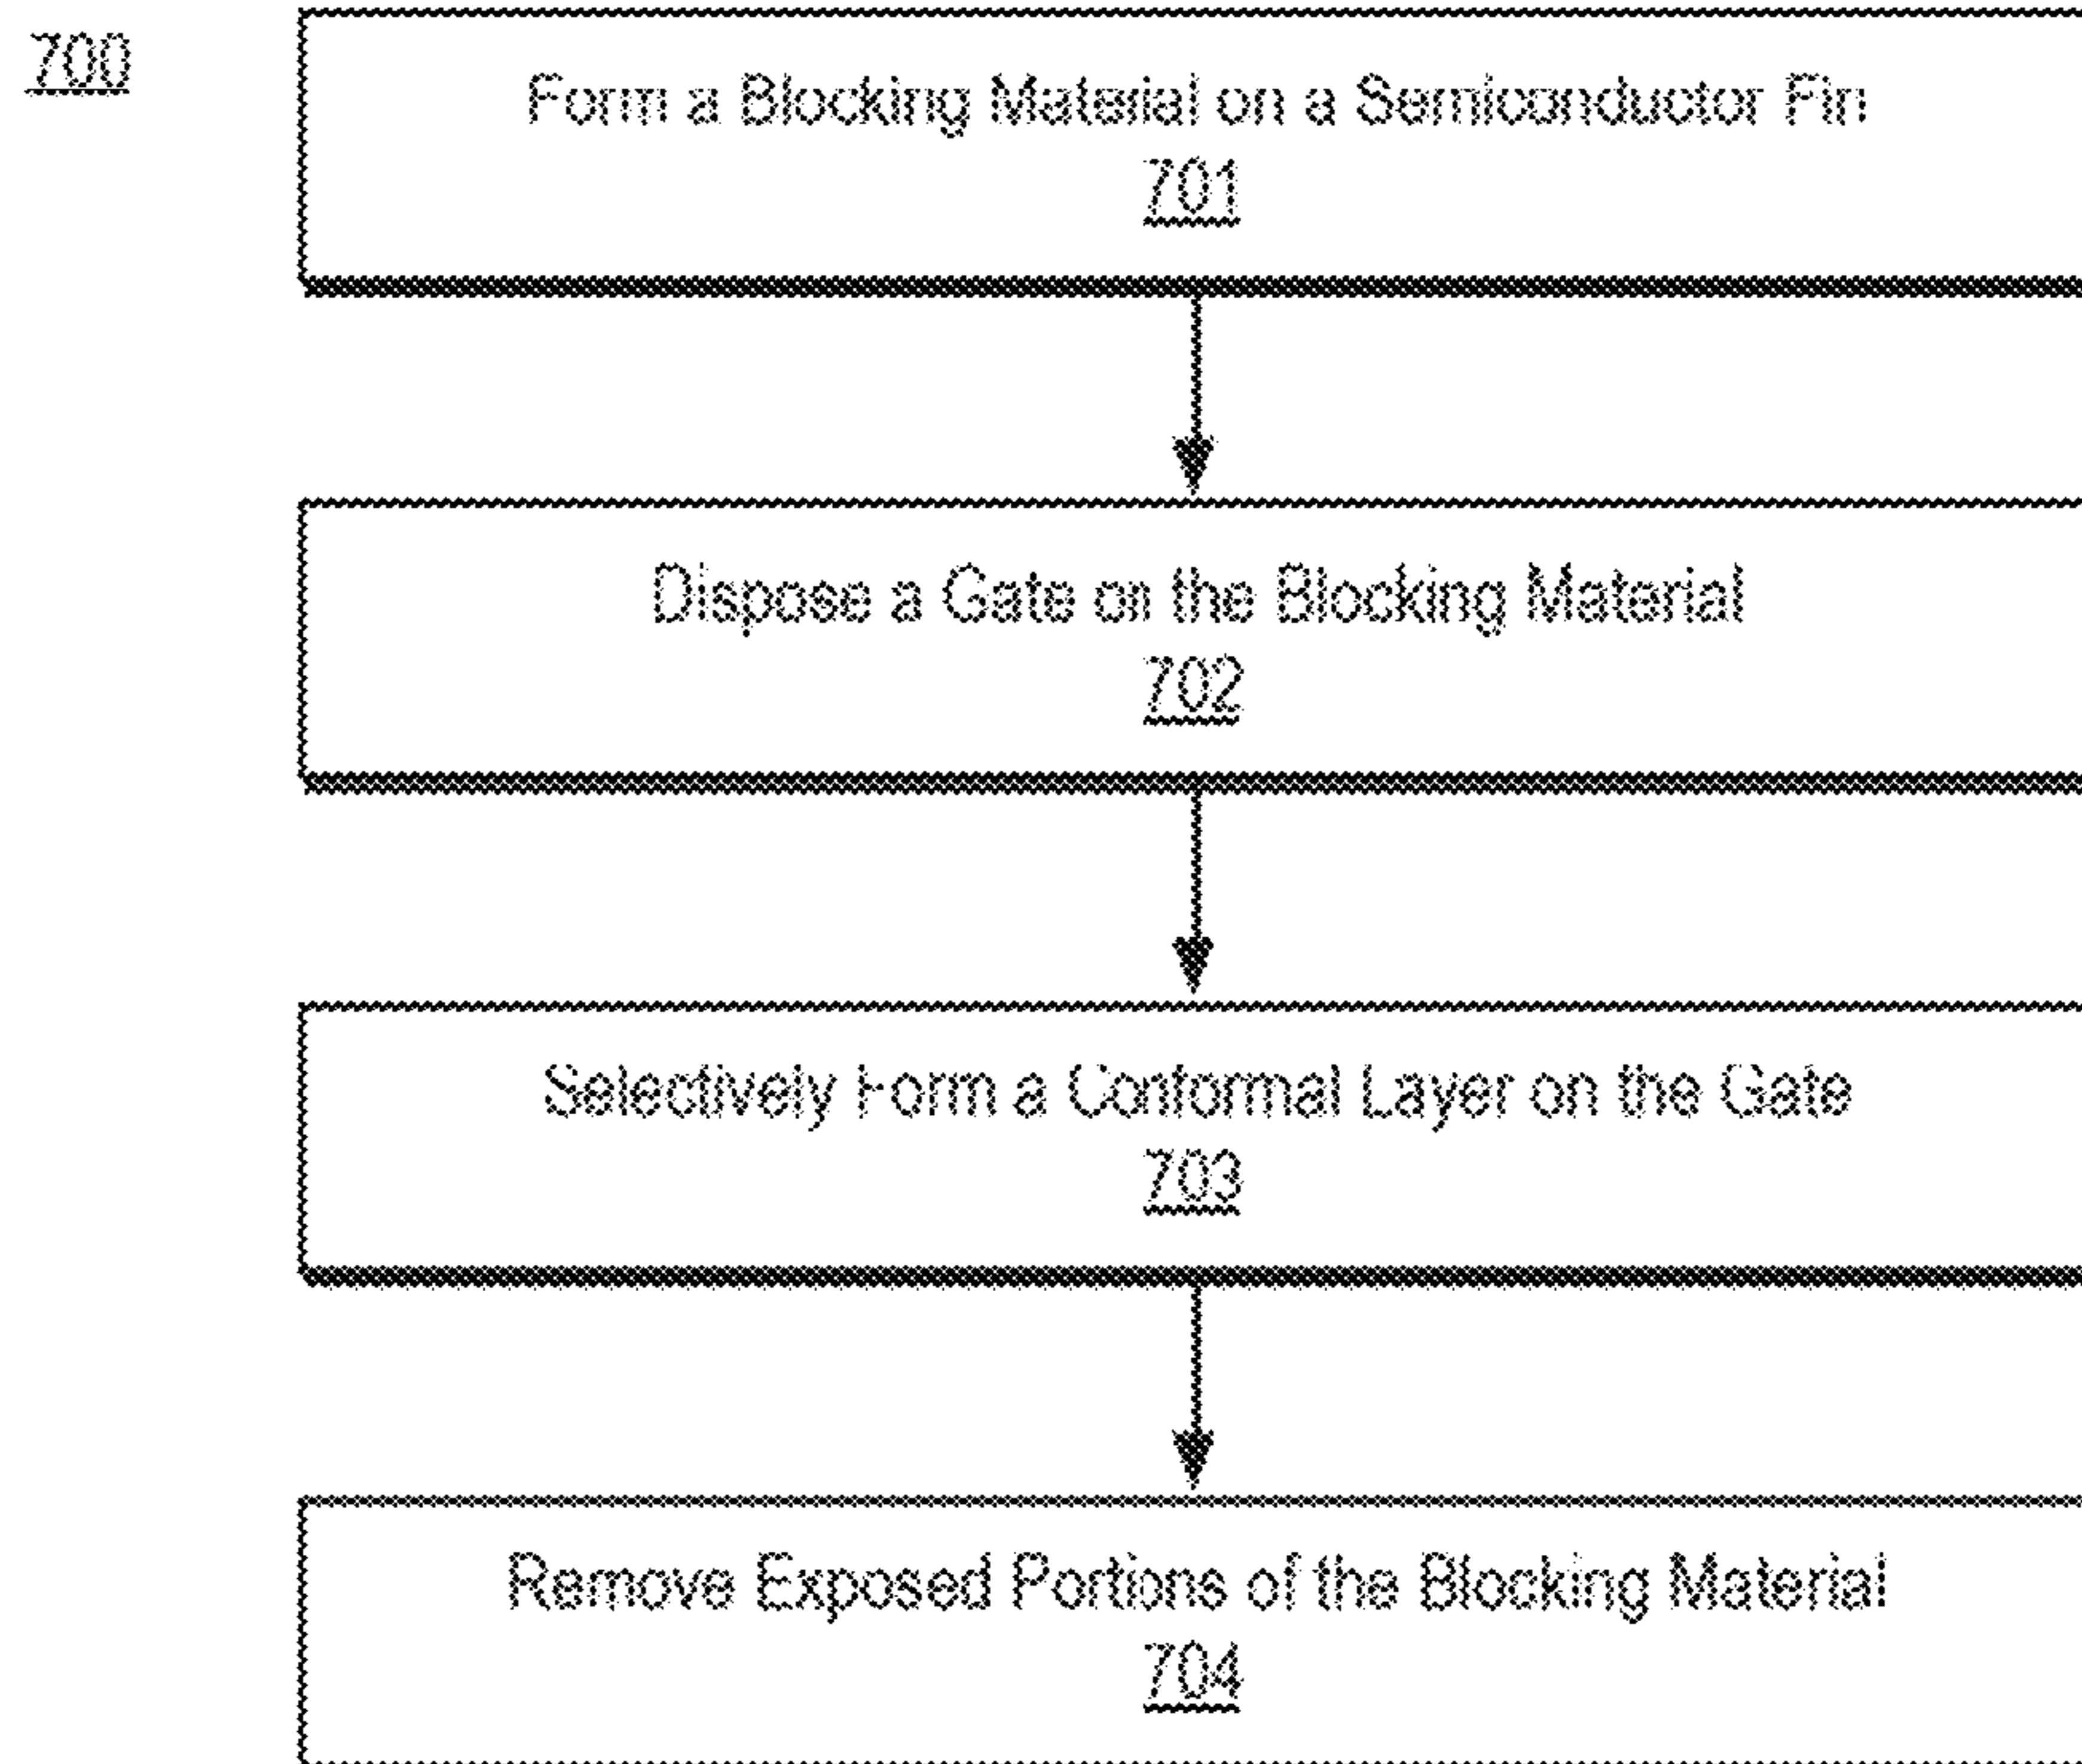 700
Form a Blocking Material on a Semiconductor Fin
701
Dispose a Gate on the Blocking Material
702
Selectively Form a Conformal Layer on the Gate
703
Remove Exposed Portions of the Blocking Material
704